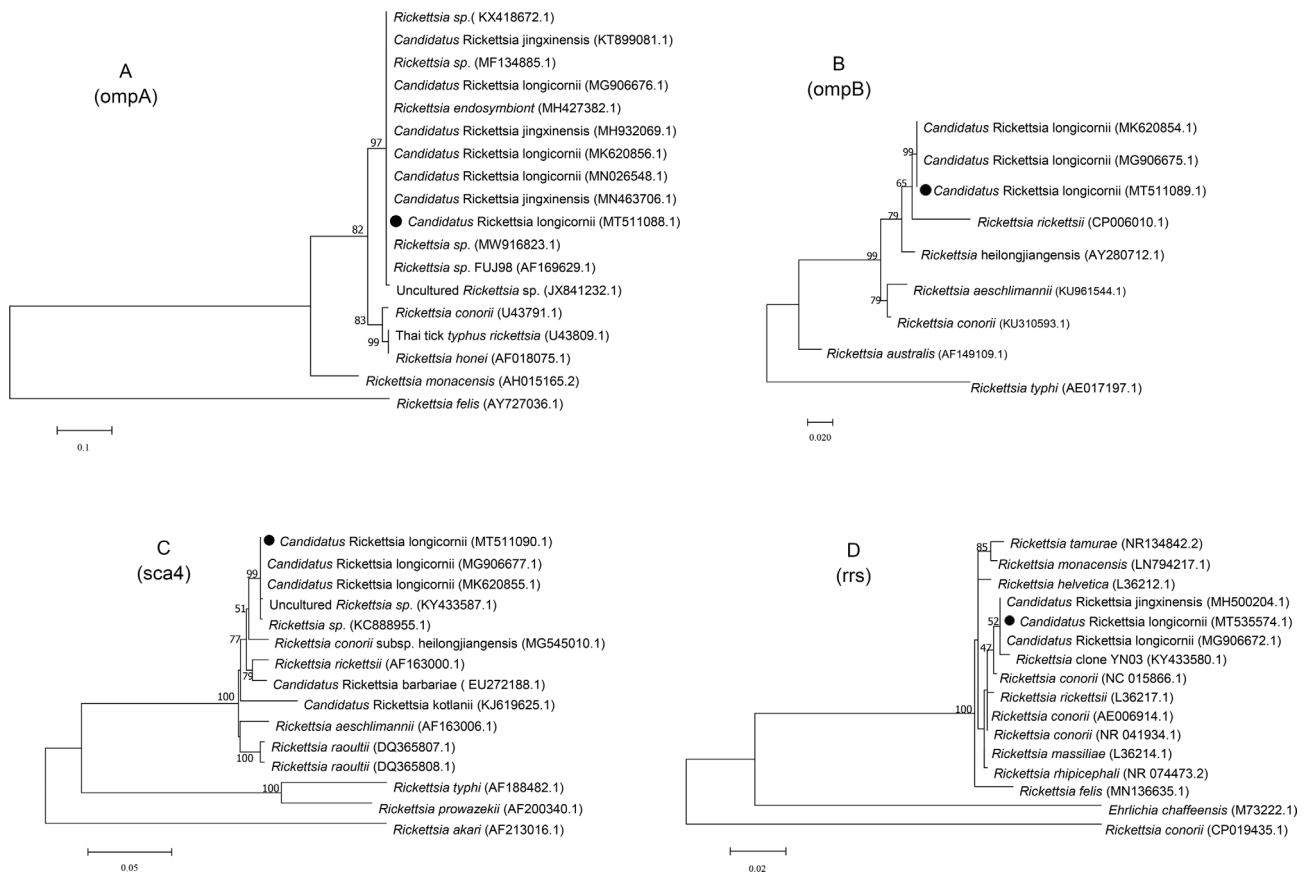 A
(ompA)
Rickettsia sp.( KX418672.1)
Candidatus Rickettsia jingxinensis (KT899081.1)
Rickettsia sp. (MF134885.1)
Candidatus Rickettsia longicornii (MG906676.1)
Rickettsia endosymbiont (MH427382.1)
Candidatus Rickettsia jingxinensis (MH932069.1)
Candidatus Rickettsia longicornii (MK620856.1)
Candidatus Rickettsia longicornii (MN026548.1)
Candidatus Rickettsia jingxinensis (MN463706.1)
Candidatus Rickettsia longicornii (MT511088.1)
Rickettsia sp. (MW916823.1)
Rickettsia sp. FUJ98 (AF169629.1)
Uncultured Rickettsia sp. (JX841232.1)
Rickettsia conorii (U43791.1)
Thai tick typhus rickettsia (U43809.1)
Rickettsia honei (AF018075.1)
Rickettsia monacensis (AH015165.2)
Rickettsia felis (AY727036.1)
97
82
83
99
0.1
B
(ompB)
Candidatus Rickettsia longicornii (MK620854.1)
Candidatus Rickettsia longicornii (MG906675.1)
Candidatus Rickettsia longicornii (MT511089.1)
Rickettsia rickettsii (CP006010.1)
Rickettsia heilongjiangensis (AY280712.1)
Rickettsia aeschlimannii (KU961544.1)
Rickettsia conorii (KU310593.1)
Rickettsia australis (AF149109.1)
Rickettsia typhi (AE017197.1)
99
65
79
99
79
0.020
C
(sca4)
Candidatus Rickettsia longicornii (MT511090.1)
Candidatus Rickettsia longicornii (MG906677.1)
Candidatus Rickettsia longicornii (MK620855.1)
Uncultured Rickettsia sp. (KY433587.1)
Rickettsia sp. (KC888955.1)
Rickettsia conorii subsp. heilongjiangensis (MG545010.1)
Rickettsia rickettsii (AF163000.1)
Candidatus Rickettsia barbariae ( EU272188.1)
Candidatus Rickettsia kotlanii (KJ619625.1)
Rickettsia aeschlimannii (AF163006.1)
Rickettsia raoultii (DQ365807.1)
Rickettsia raoultii (DQ365808.1)
Rickettsia typhi (AF188482.1)
Rickettsia prowazekii (AF200340.1)
Rickettsia akari (AF213016.1)
99
51
77
79
100
100
100
0.05
D
(rrs)
Rickettsia tamurae (NR134842.2)
Rickettsia monacensis (LN794217.1)
Rickettsia helvetica (L36212.1)
Candidatus Rickettsia jingxinensis (MH500204.1)
Candidatus Rickettsia longicornii (MT535574.1)
Candidatus Rickettsia longicornii (MG906672.1)
Rickettsia clone YN03 (KY433580.1)
Rickettsia conorii (NC 015866.1)
Rickettsia rickettsii (L36217.1)
Rickettsia conorii (AE006914.1)
Rickettsia conorii (NR 041934.1)
Rickettsia massiliae (L36214.1)
Rickettsia rhipicephali (NR 074473.2)
Rickettsia felis (MN136635.1)
Ehrlichia chaffeensis (M73222.1)
Rickettsia conorii (CP019435.1)
85
52
47
100
0.02